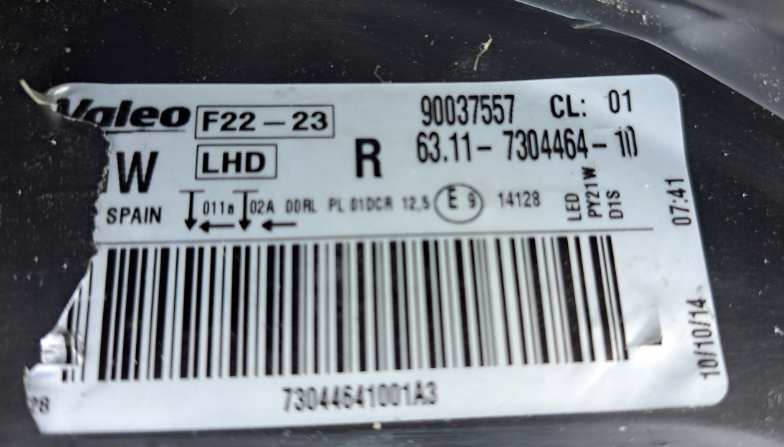 Valeo F22-23 90037557 CL: 01
W LHD R 63.11-7304464-10
SPAIN 011a 02A 00RL PL 01DCR 12,5 E 9 14128
LED
PY21W
D1S
07:41
10/10/14
73044641001A3